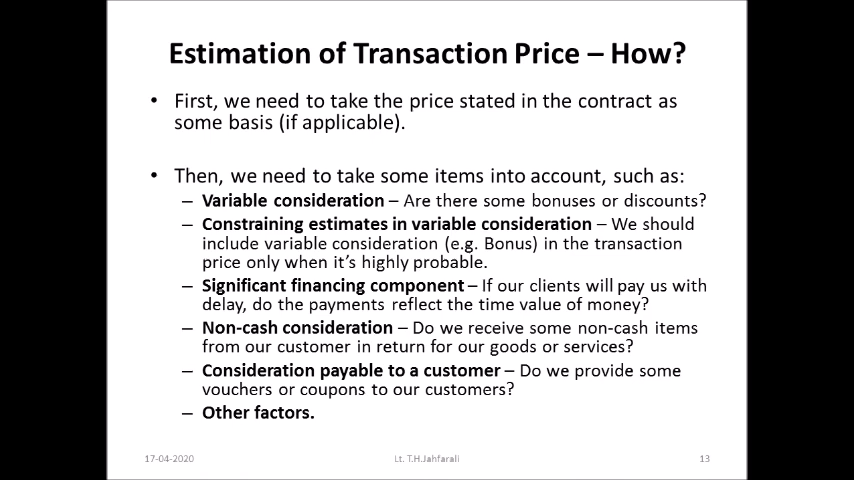 Estimation of Transaction Price – How?
• First, we need to take the price stated in the contract as
some basis (if applicable).
• Then, we need to take some items into account, such as:
– Variable consideration – Are there some bonuses or discounts?
– Constraining estimates in variable consideration – We should
include variable consideration (e.g. Bonus) in the transaction
price only when it's highly probable.
– Significant financing component – If our clients will pay us with
delay, do the payments reflect the time value of money?
– Non-cash consideration – Do we receive some non-cash items
from our customer in return for our goods or services?
– Consideration payable to a customer – Do we provide some
vouchers or coupons to our customers?
– Other factors.
17-04-2020 Lt. T.H.Jahfarali 13